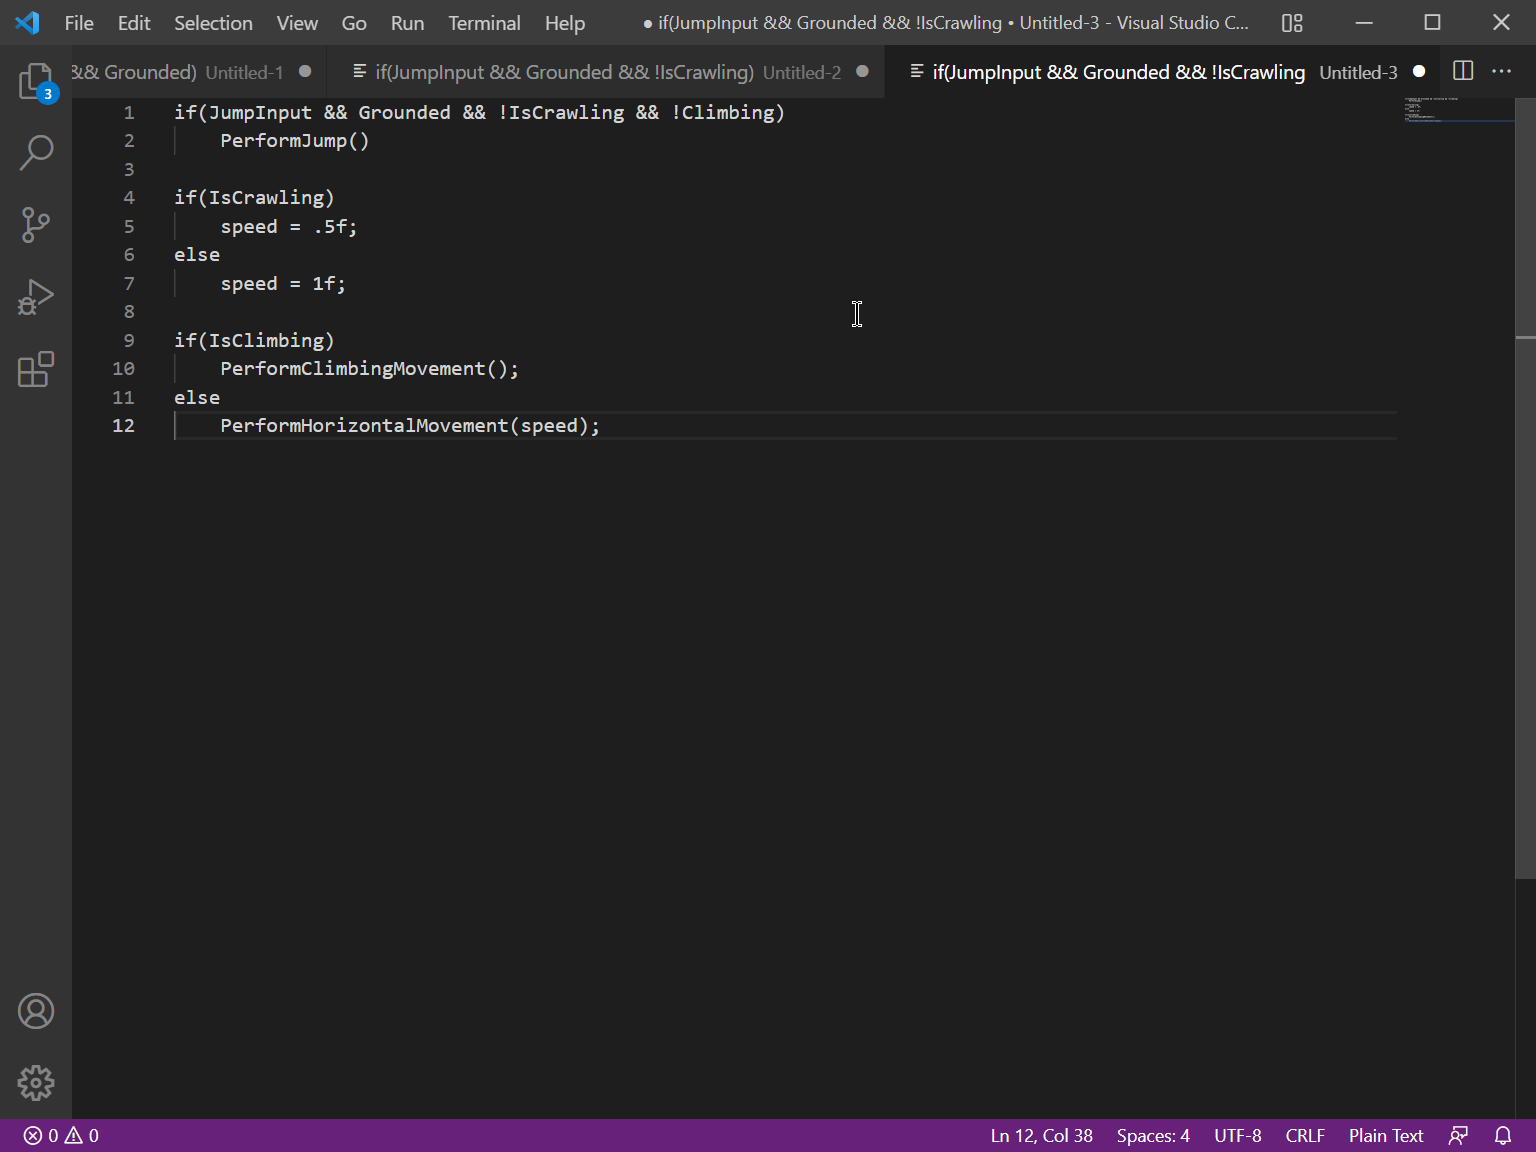 File Edit Selection View Go Run Terminal Help ● if(JumpInput && Grounded && !IsCrawling • Untitled-3 - Visual Studio C...
&& Grounded) Untitled-1 if(JumpInput && Grounded && !IsCrawling) Untitled-2 if(JumpInput && Grounded && !IsCrawling Untitled-3
3
1 if(JumpInput && Grounded && !IsCrawling && !Climbing)
2 PerformJump()
3
4 if(IsCrawling)
5 speed = .5f;
6 else
7 speed = 1f;
8
9 if(IsClimbing)
10 PerformClimbingMovement();
11 else
12 PerformHorizontalMovement(speed);
0 0 Ln 12, Col 38 Spaces: 4 UTF-8 CRLF Plain Text